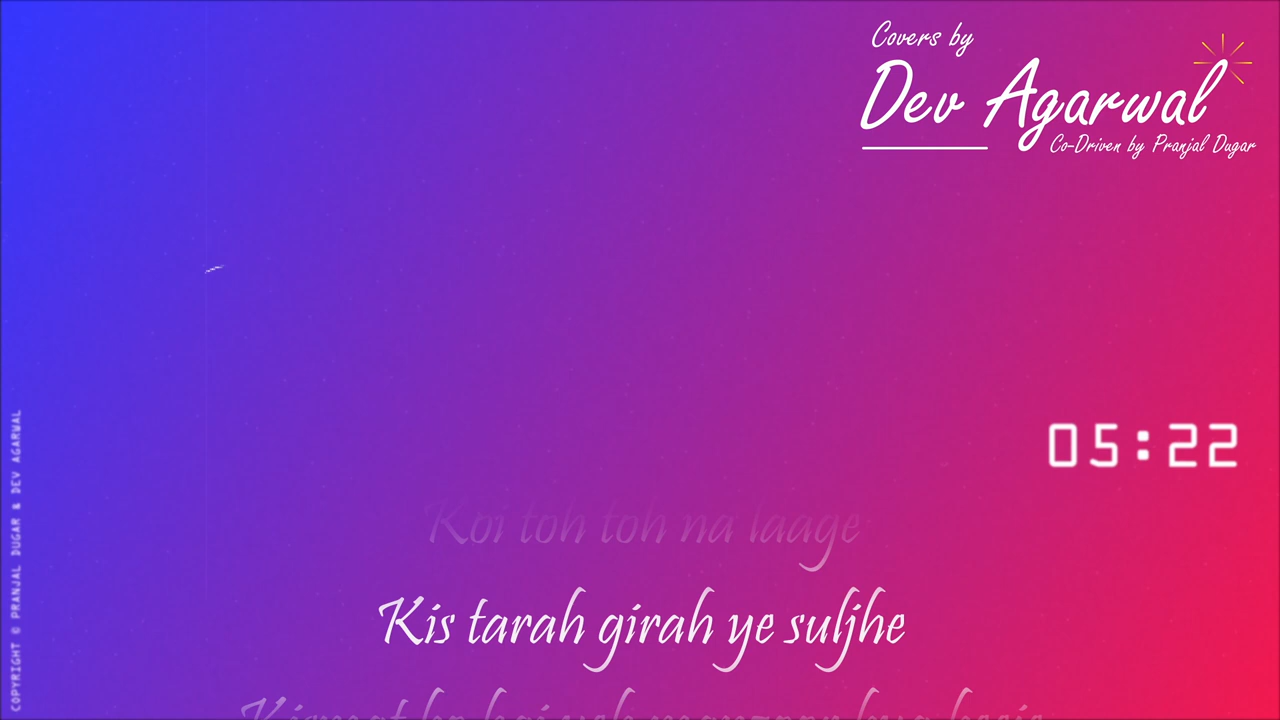 Covers by
Dev Agarwal
Co-Driven by Pranjal Dugar
05:22
Koi toh toh na laage
Kis tarah girah ye suljhe
COPYRIGHT © PRANJAL DUGAR & DEV AGARWAL